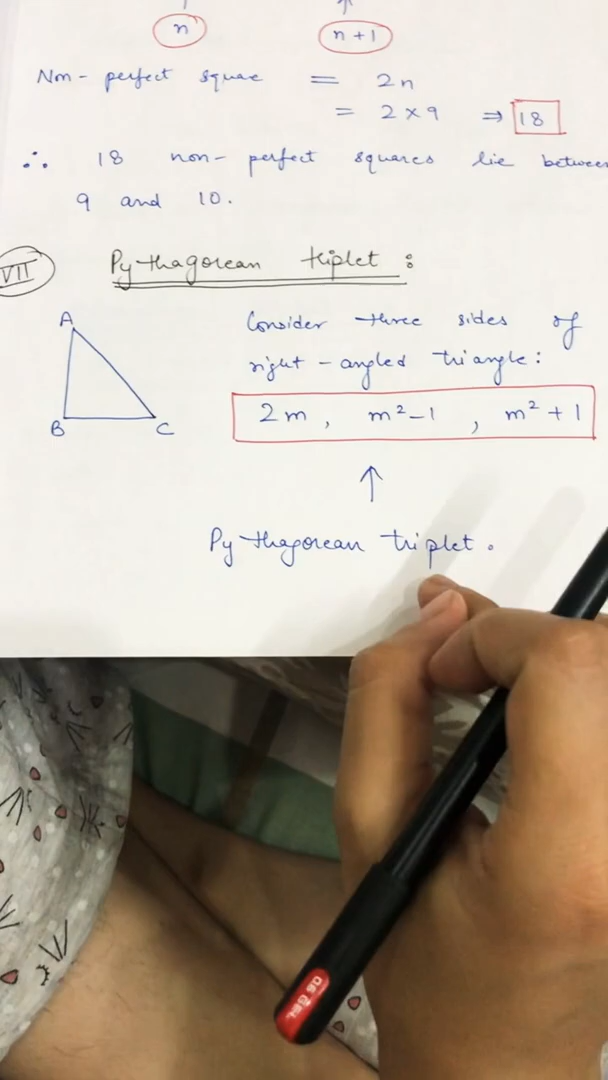 n n + 1
Non - perfect square = 2n
= 2 × 9 ⇒ 18
∴ 18 non - perfect squares lie between
9 and 10.
VII Pythagorean triplet :
A
B C
Consider three sides of
right - angled triangle :
2m , m² - 1 , m² + 1
↑
Pythagorean triplet .